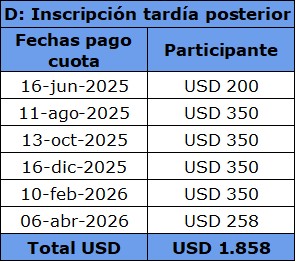 D: Inscripción tardía posterior
Fechas pago cuota Participante
16-jun-2025 USD 200
11-ago-2025 USD 350
13-oct-2025 USD 350
16-dic-2025 USD 350
10-feb-2026 USD 350
06-abr-2026 USD 258
Total USD USD 1.858